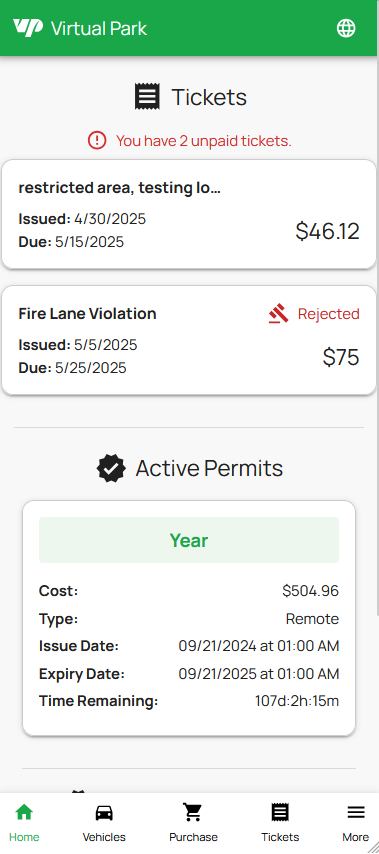 VP Virtual Park
Tickets
You have 2 unpaid tickets.
restricted area, testing lo...
Issued: 4/30/2025
Due: 5/15/2025
$46.12
Fire Lane Violation
Rejected
Issued: 5/5/2025
Due: 5/25/2025
$75
Active Permits
Year
Cost: $504.96
Type: Remote
Issue Date: 09/21/2024 at 01:00 AM
Expiry Date: 09/21/2025 at 01:00 AM
Time Remaining: 107d:2h:15m
Home Vehicles Purchase Tickets More